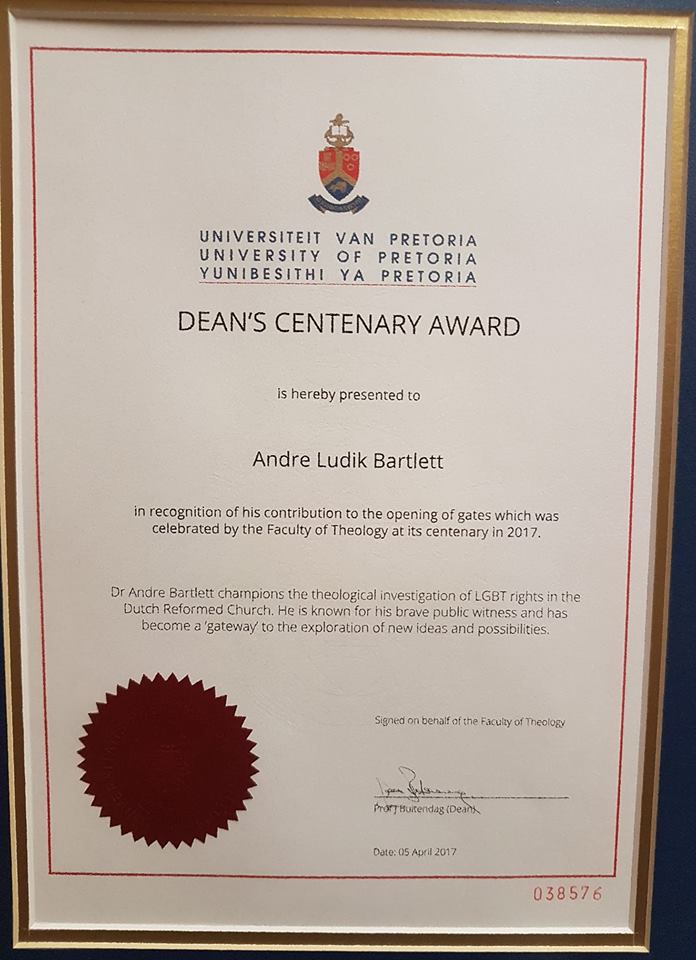 UNIVERSITEIT VAN PRETORIA
UNIVERSITY OF PRETORIA
YUNIBESITHI YA PRETORIA
DEAN'S CENTENARY AWARD
is hereby presented to
Andre Ludik Bartlett
in recognition of his contribution to the opening of gates which was
celebrated by the Faculty of Theology at its centenary in 2017.
Dr Andre Bartlett champions the theological investigation of LGBT rights in the
Dutch Reformed Church. He is known for his brave public witness and has
become a 'gateway' to the exploration of new ideas and possibilities.
Signed on behalf of the Faculty of Theology
Prof J Buitendag (Dean)
Date: 05 April 2017
038576